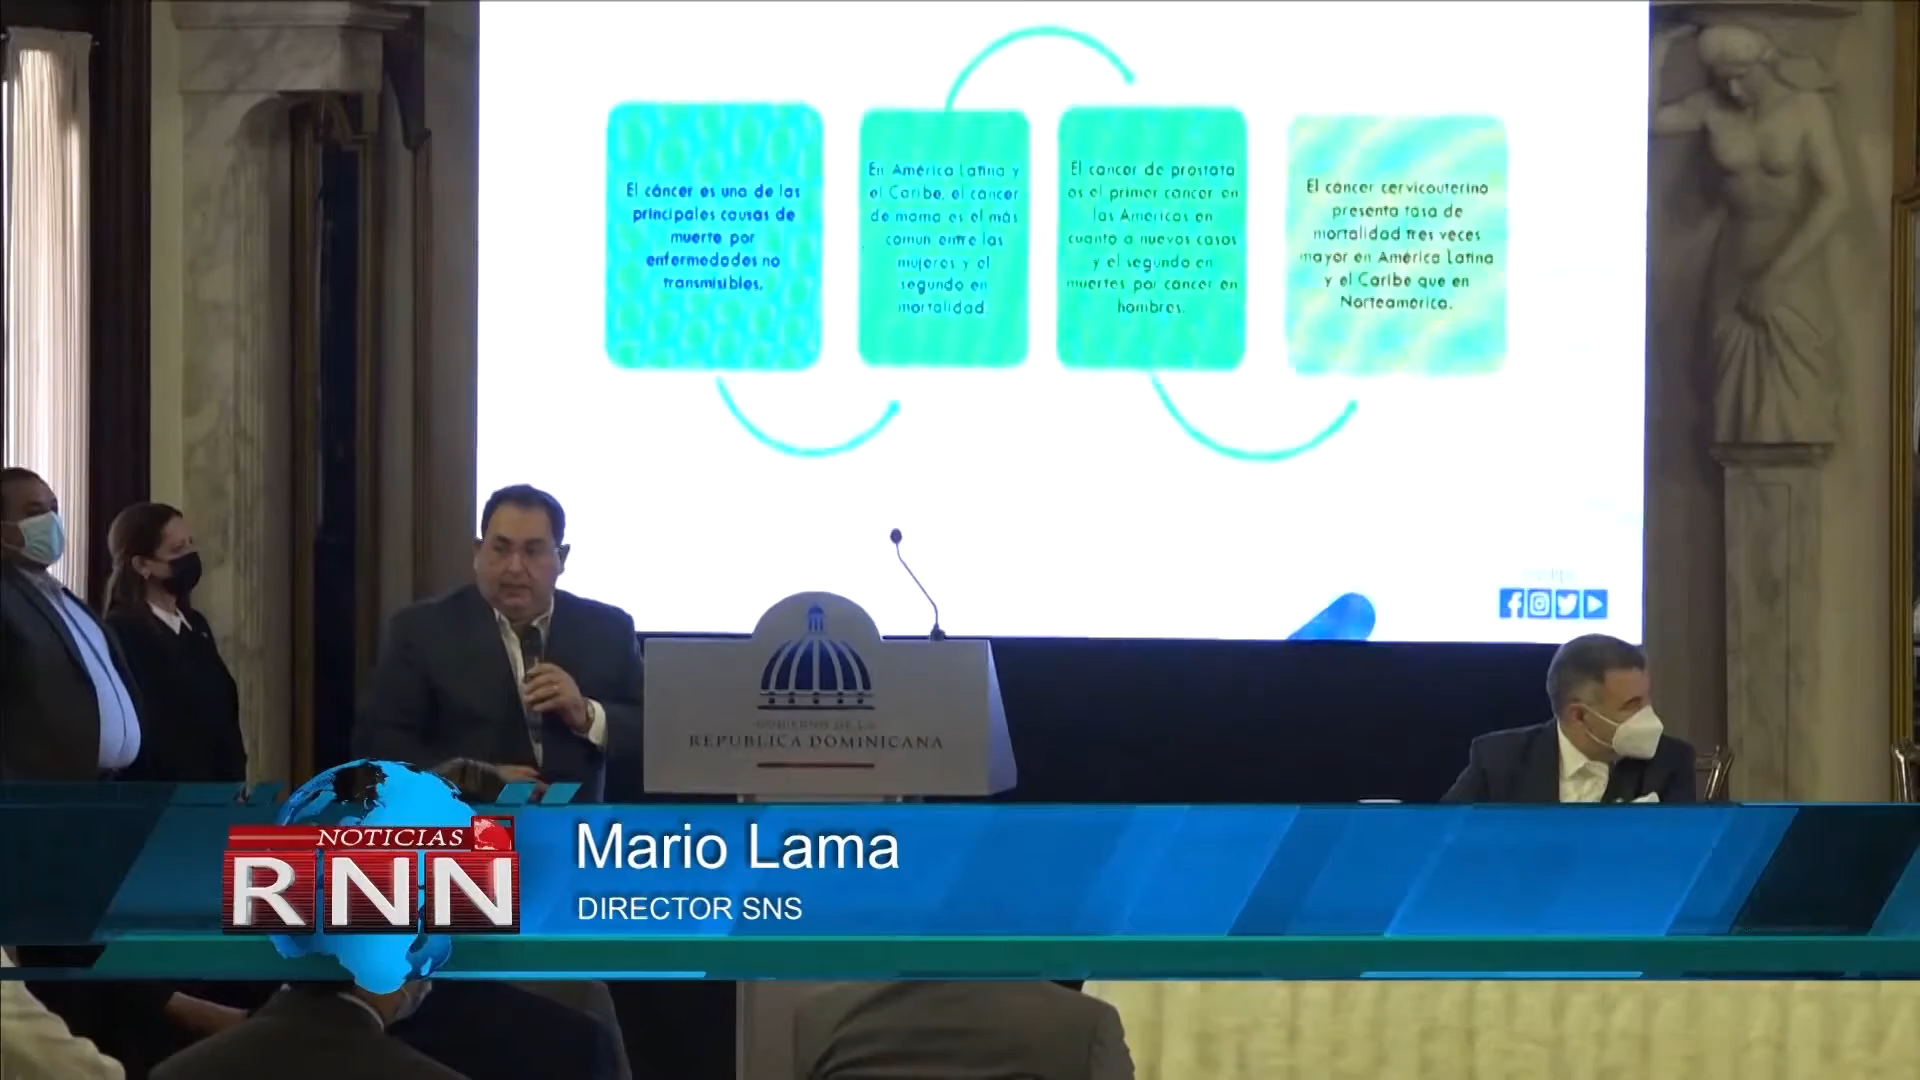 El cáncer es una de las
principales causas de
muerte por
enfermedades no
transmisibles.
En América Latina y
el Caribe, el cáncer
de mama es el más
común entre las
mujeres y el
segundo en
mortalidad.
El cáncer de próstata
es el primer cáncer en
las Américas en
cuanto a nuevos casos
y el segundo en
muertes por cáncer en
hombres.
El cáncer cervicouterino
presenta tasa de
mortalidad tres veces
mayor en América Latina
y el Caribe que en
Norteamérica.
GOBIERNO DE LA
REPÚBLICA DOMINICANA
NOTICIAS
RNN
Mario Lama
DIRECTOR SNS